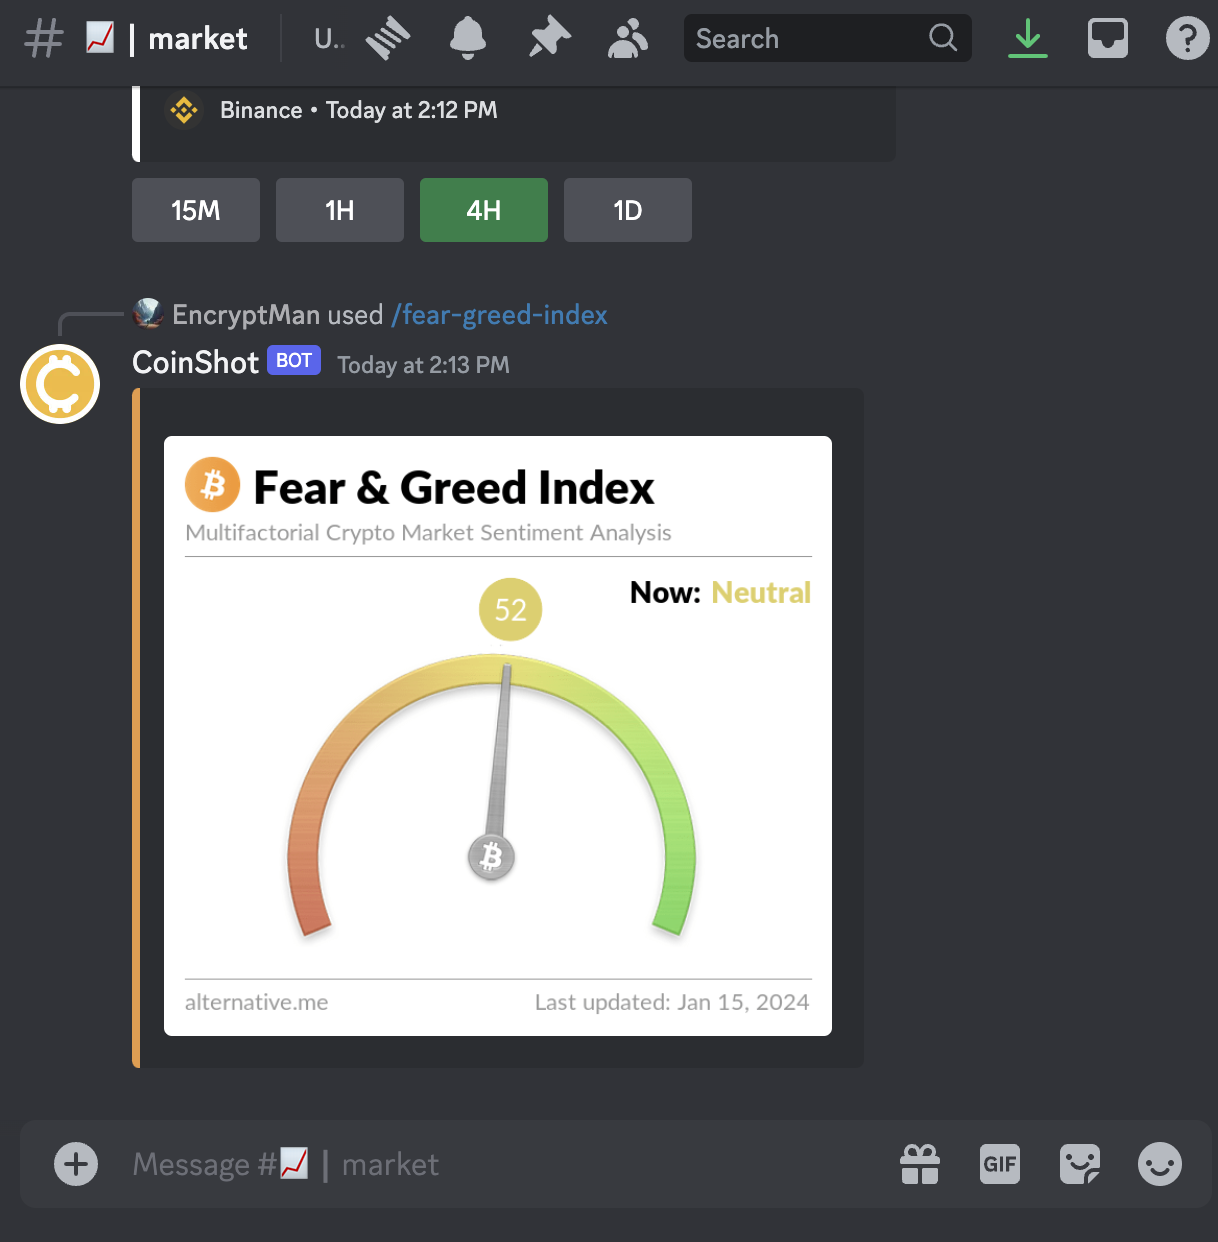 # | market
U..
Search
Binance • Today at 2:12 PM
15M
1H
4H
1D
EncryptMan used /fear-greed-index
CoinShot BOT Today at 2:13 PM
Fear & Greed Index
Multifactorial Crypto Market Sentiment Analysis
Now: Neutral
52
alternative.me
Last updated: Jan 15, 2024
Message #📈 | market
GIF